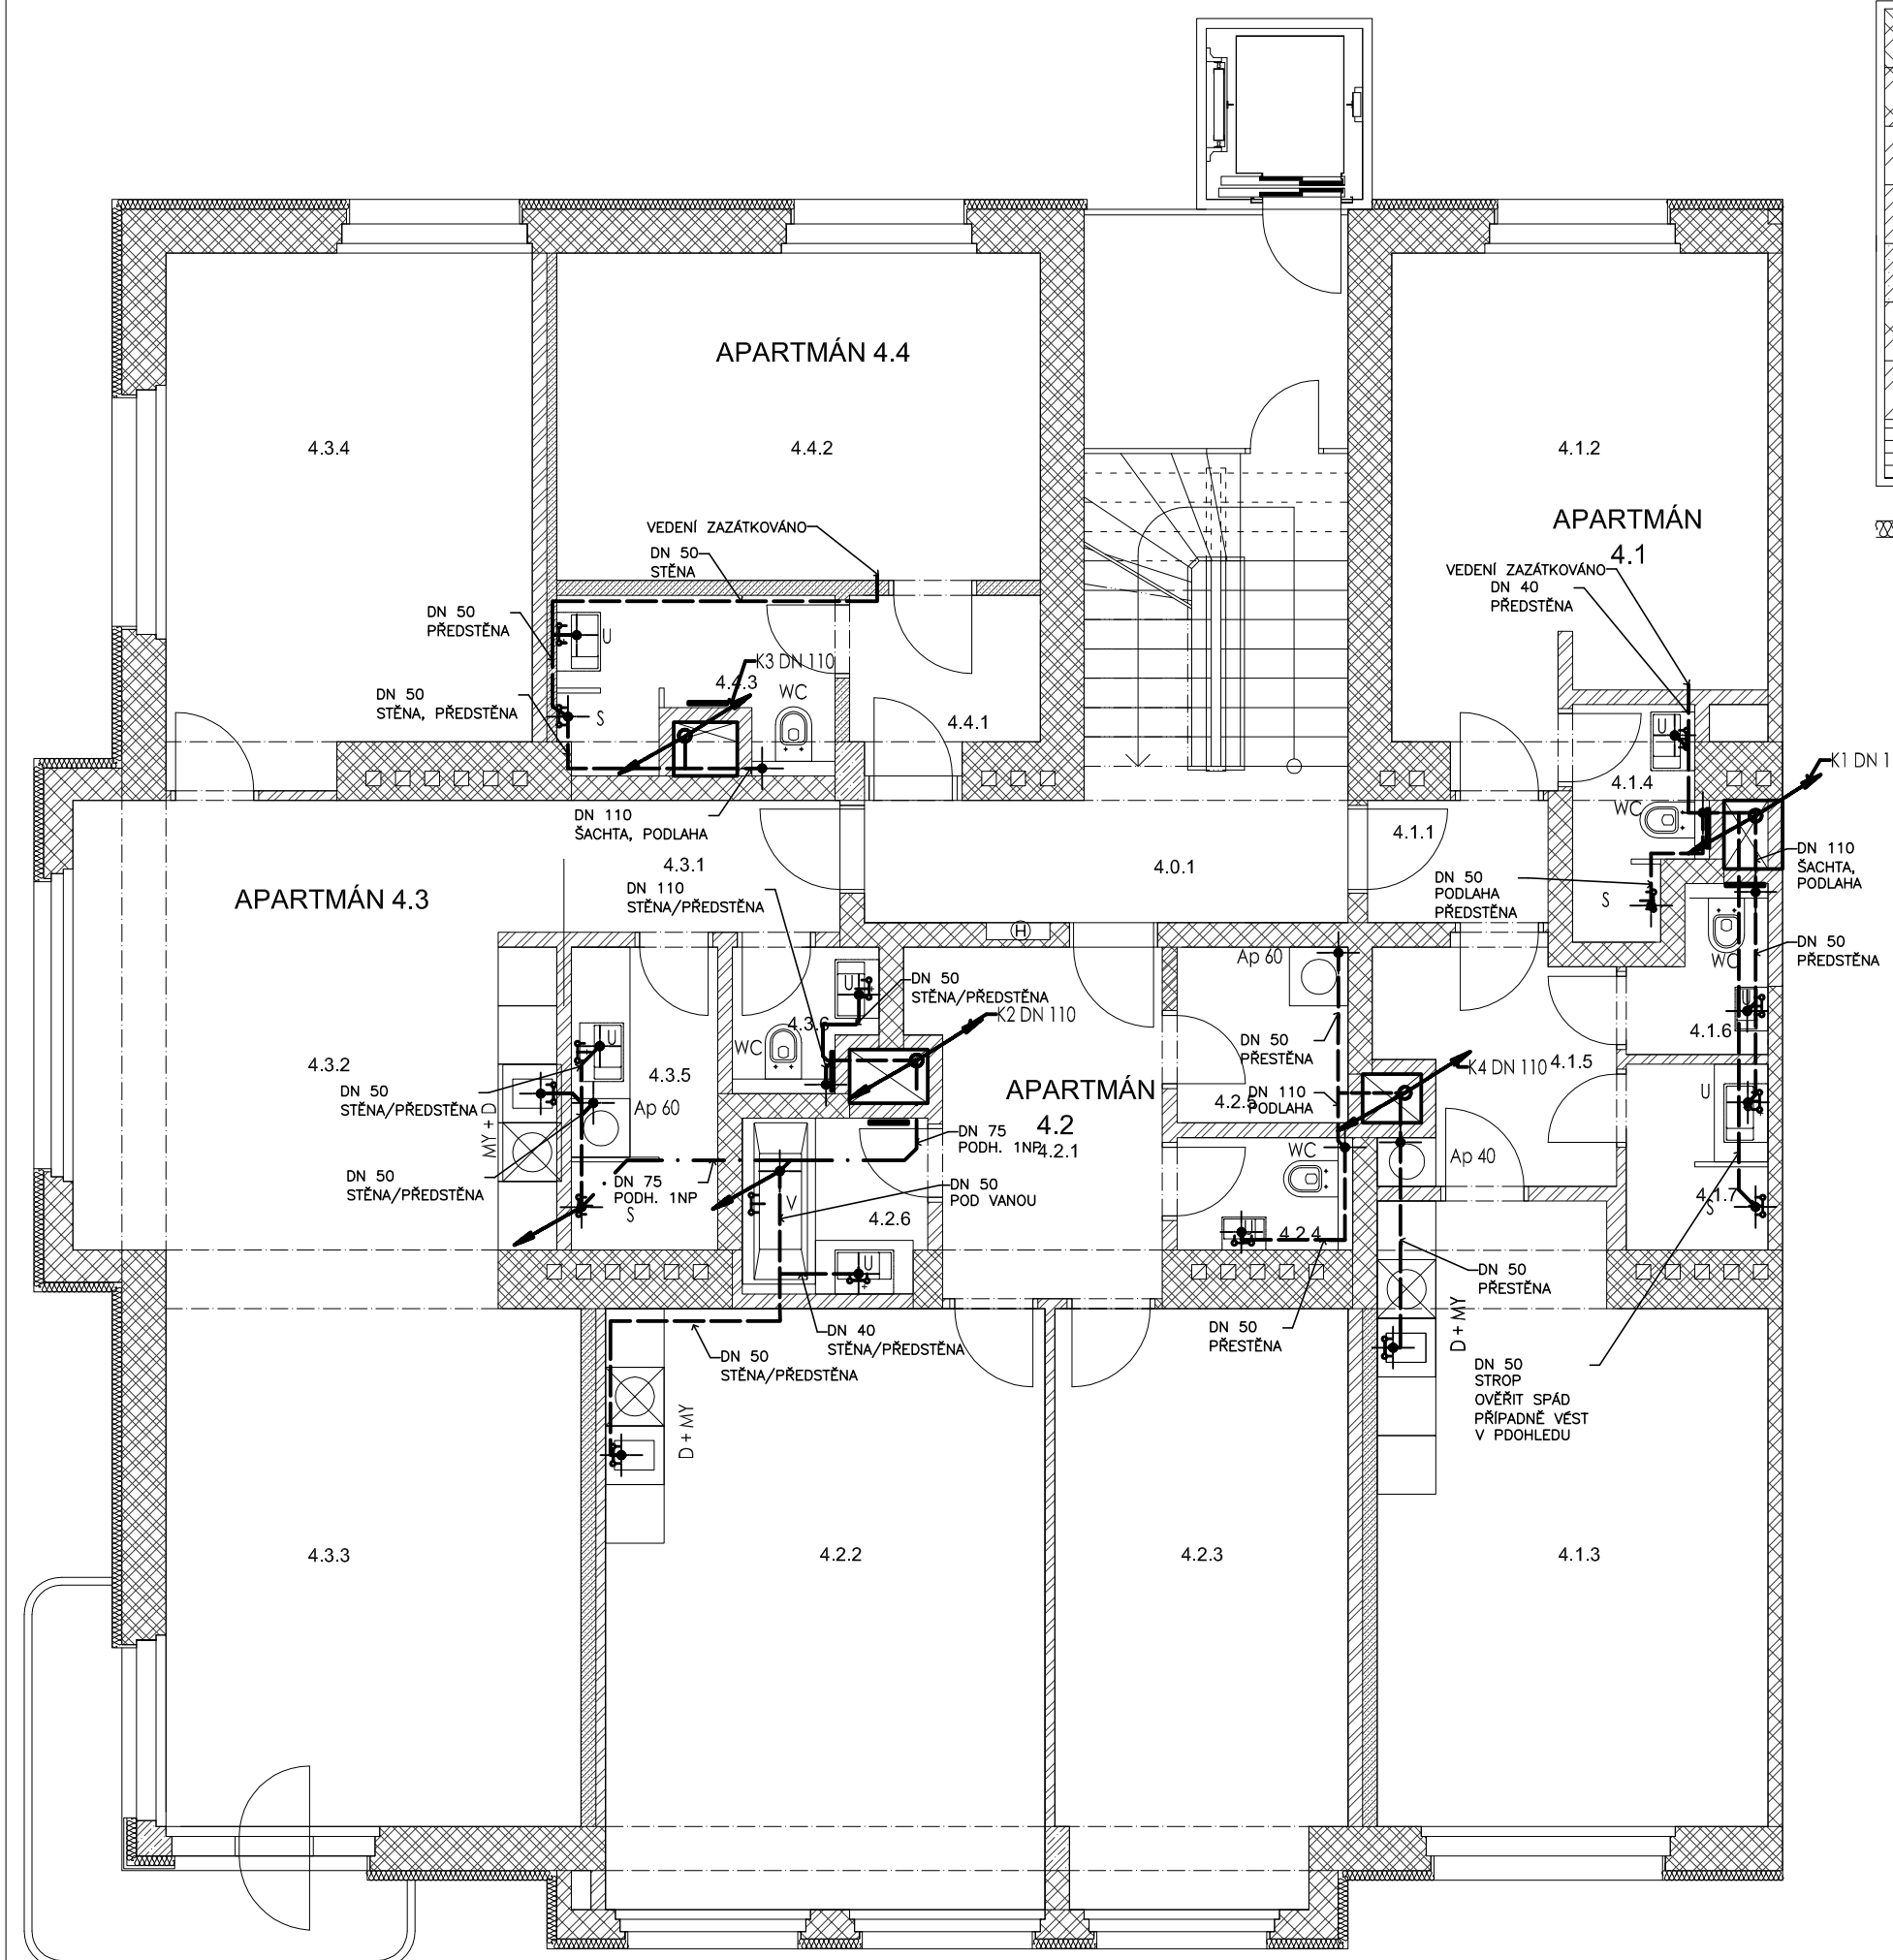 APARTMÁN 4.4
4.3.4
4.4.2
4.1.2
APARTMÁN
4.1
VEDENÍ ZAZÁTKOVÁNO
DN 50
STĚNA
VEDENÍ ZAZÁTKOVÁNO
DN 40
PŘEDSTĚNA
DN 50
PŘEDSTĚNA
U
K3 DN 110
4.4.3
WC
DN 50
STĚNA, PŘEDSTĚNA
S
4.4.1
U
K1 DN 1
4.1.4
WC
DN 110
ŠACHTA, PODLAHA
4.1.1
4.3.1
4.0.1
DN 110
ŠACHTA,
PODLAHA
APARTMÁN 4.3
DN 110
STĚNA/PŘEDSTĚNA
DN 50
PODLAHA
PŘEDSTĚNA
S
H
Ap 60
WC
DN 50
PŘEDSTĚNA
U
DN 50
STĚNA/PŘEDSTĚNA
4.3.6
K2 DN 110
U
4.1.6
WC
U
DN 50
PŘESTĚNA
4.3.2
4.3.5
K4 DN 110
4.1.5
DN 50
STĚNA/PŘEDSTĚNA
MY + D
Ap 60
APARTMÁN
4.2
4.2.1
4.2.5
DN 110
PODLAHA
U
DN 75
PODH. 1NP
WC
Ap 40
DN 50
STĚNA/PŘEDSTĚNA
DN 75
PODH. 1NP
S
V
DN 50
POD VANOU
4.2.6
4.2.4
4.1.7
S
U
DN 50
PŘESTĚNA
DN 40
STĚNA/PŘEDSTĚNA
DN 50
PŘESTĚNA
D + MY
DN 50
STĚNA/PŘEDSTĚNA
DN 50
STROP
OVĚŘIT SPÁD
PŘÍPADNĚ VÉST
V PDOHLEDU
D + MY
4.3.3
4.2.2
4.2.3
4.1.3